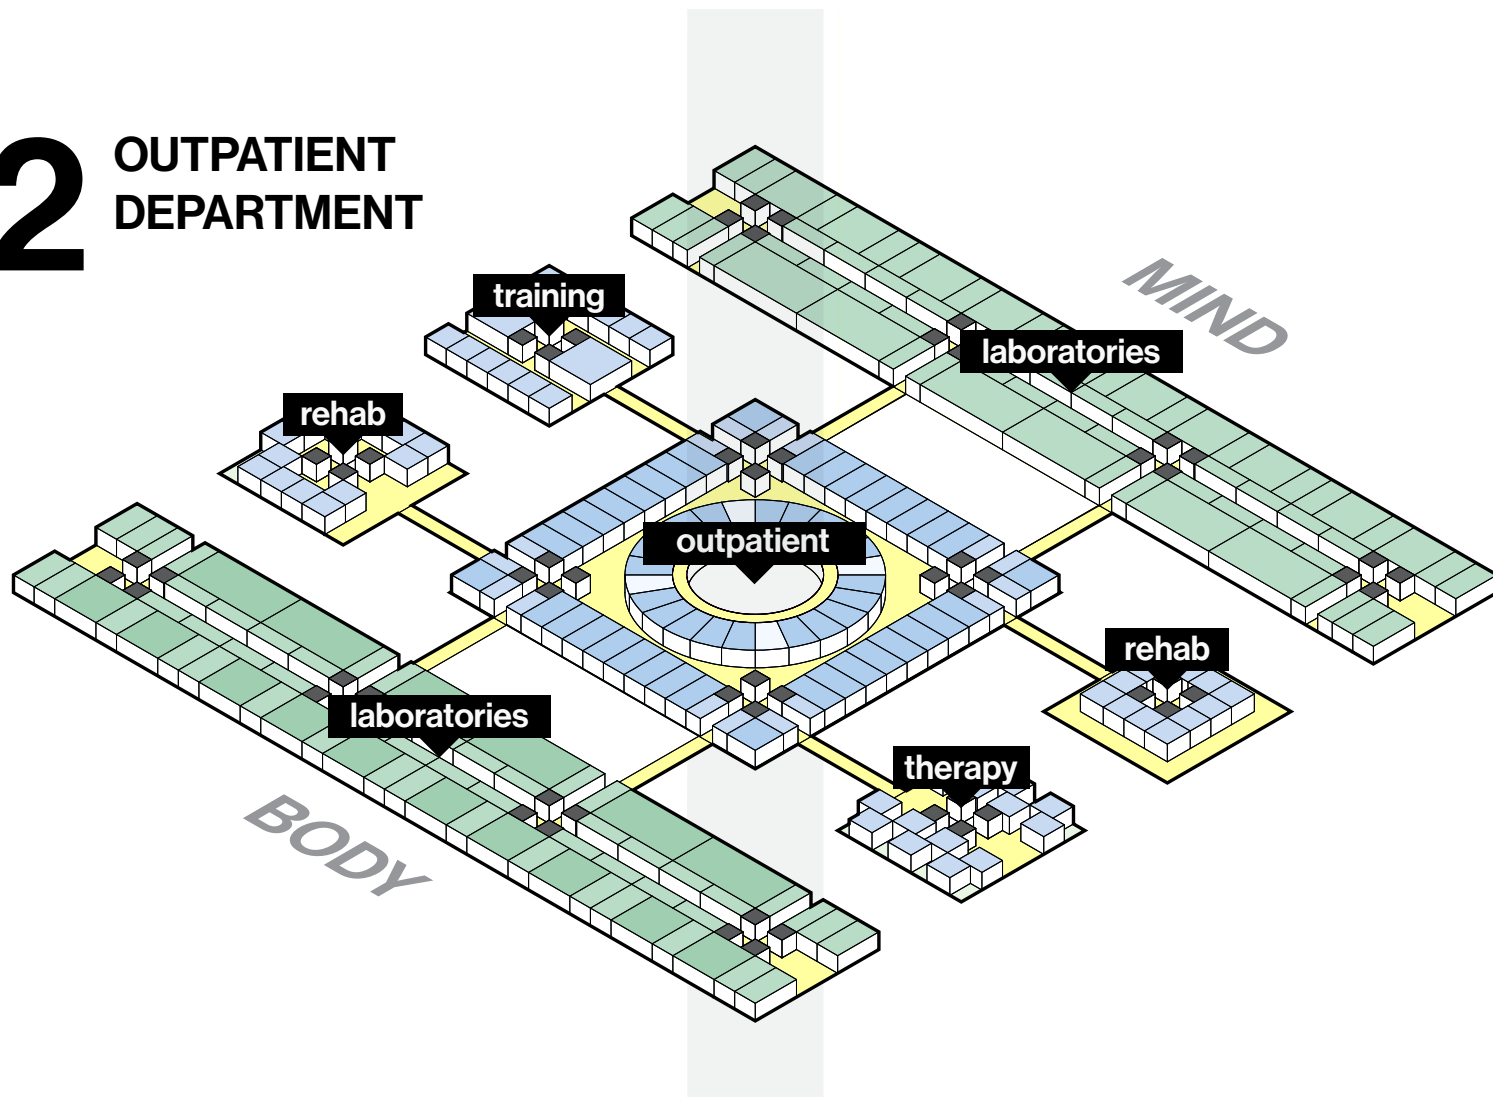 2
OUTPATIENT
DEPARTMENT
MIND
training
laboratories
rehab
outpatient
rehab
laboratories
therapy
BODY